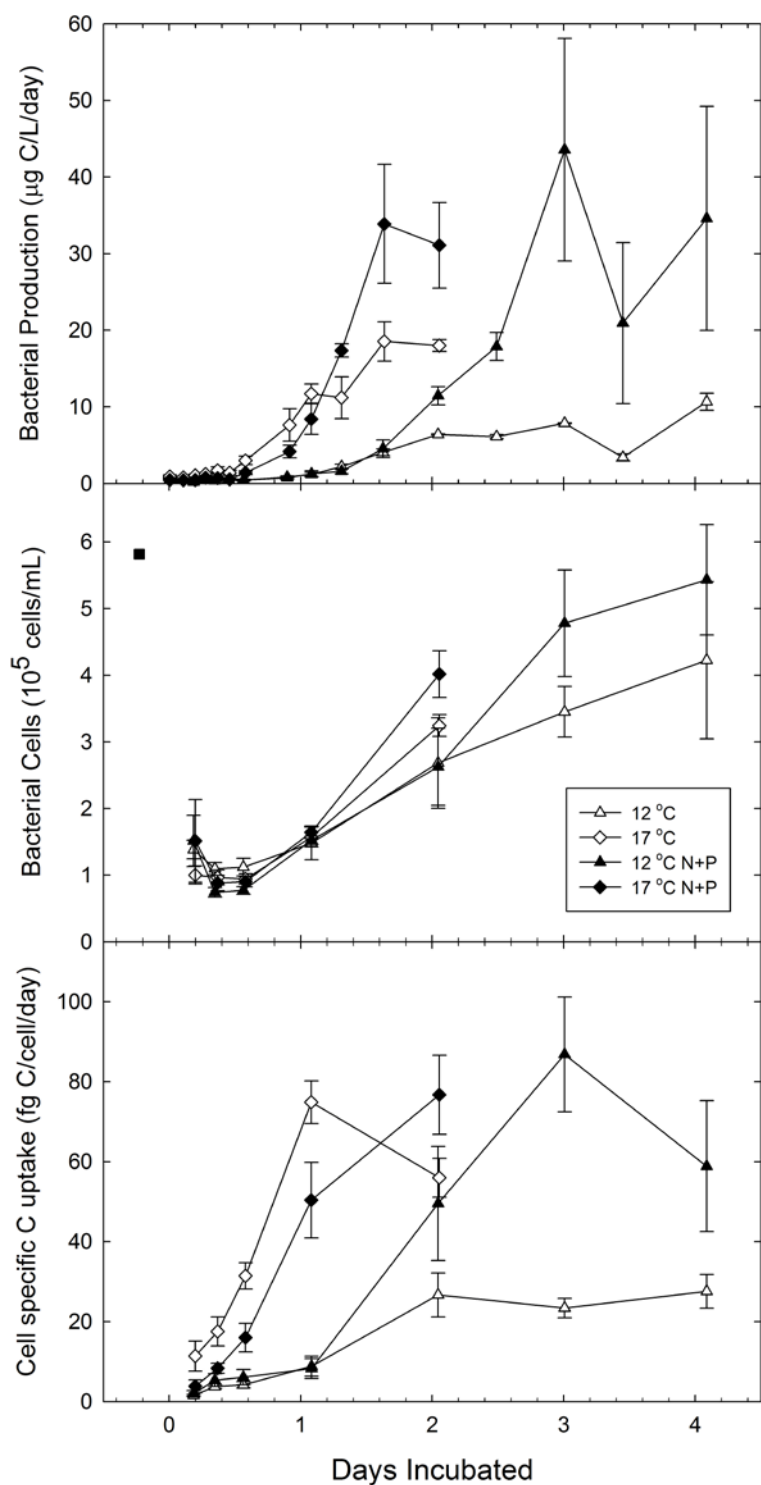 60
50
40
30
20
10
0
Bacterial Production (μg C/L/day)
6
5
4
3
2
1
0
Bacterial Cells (10⁵ cells/mL)
12 °C
17 °C
12 °C N+P
17 °C N+P
100
80
60
40
20
0
Cell specific C uptake (fg C/cell/day)
0 1 2 3 4
Days Incubated